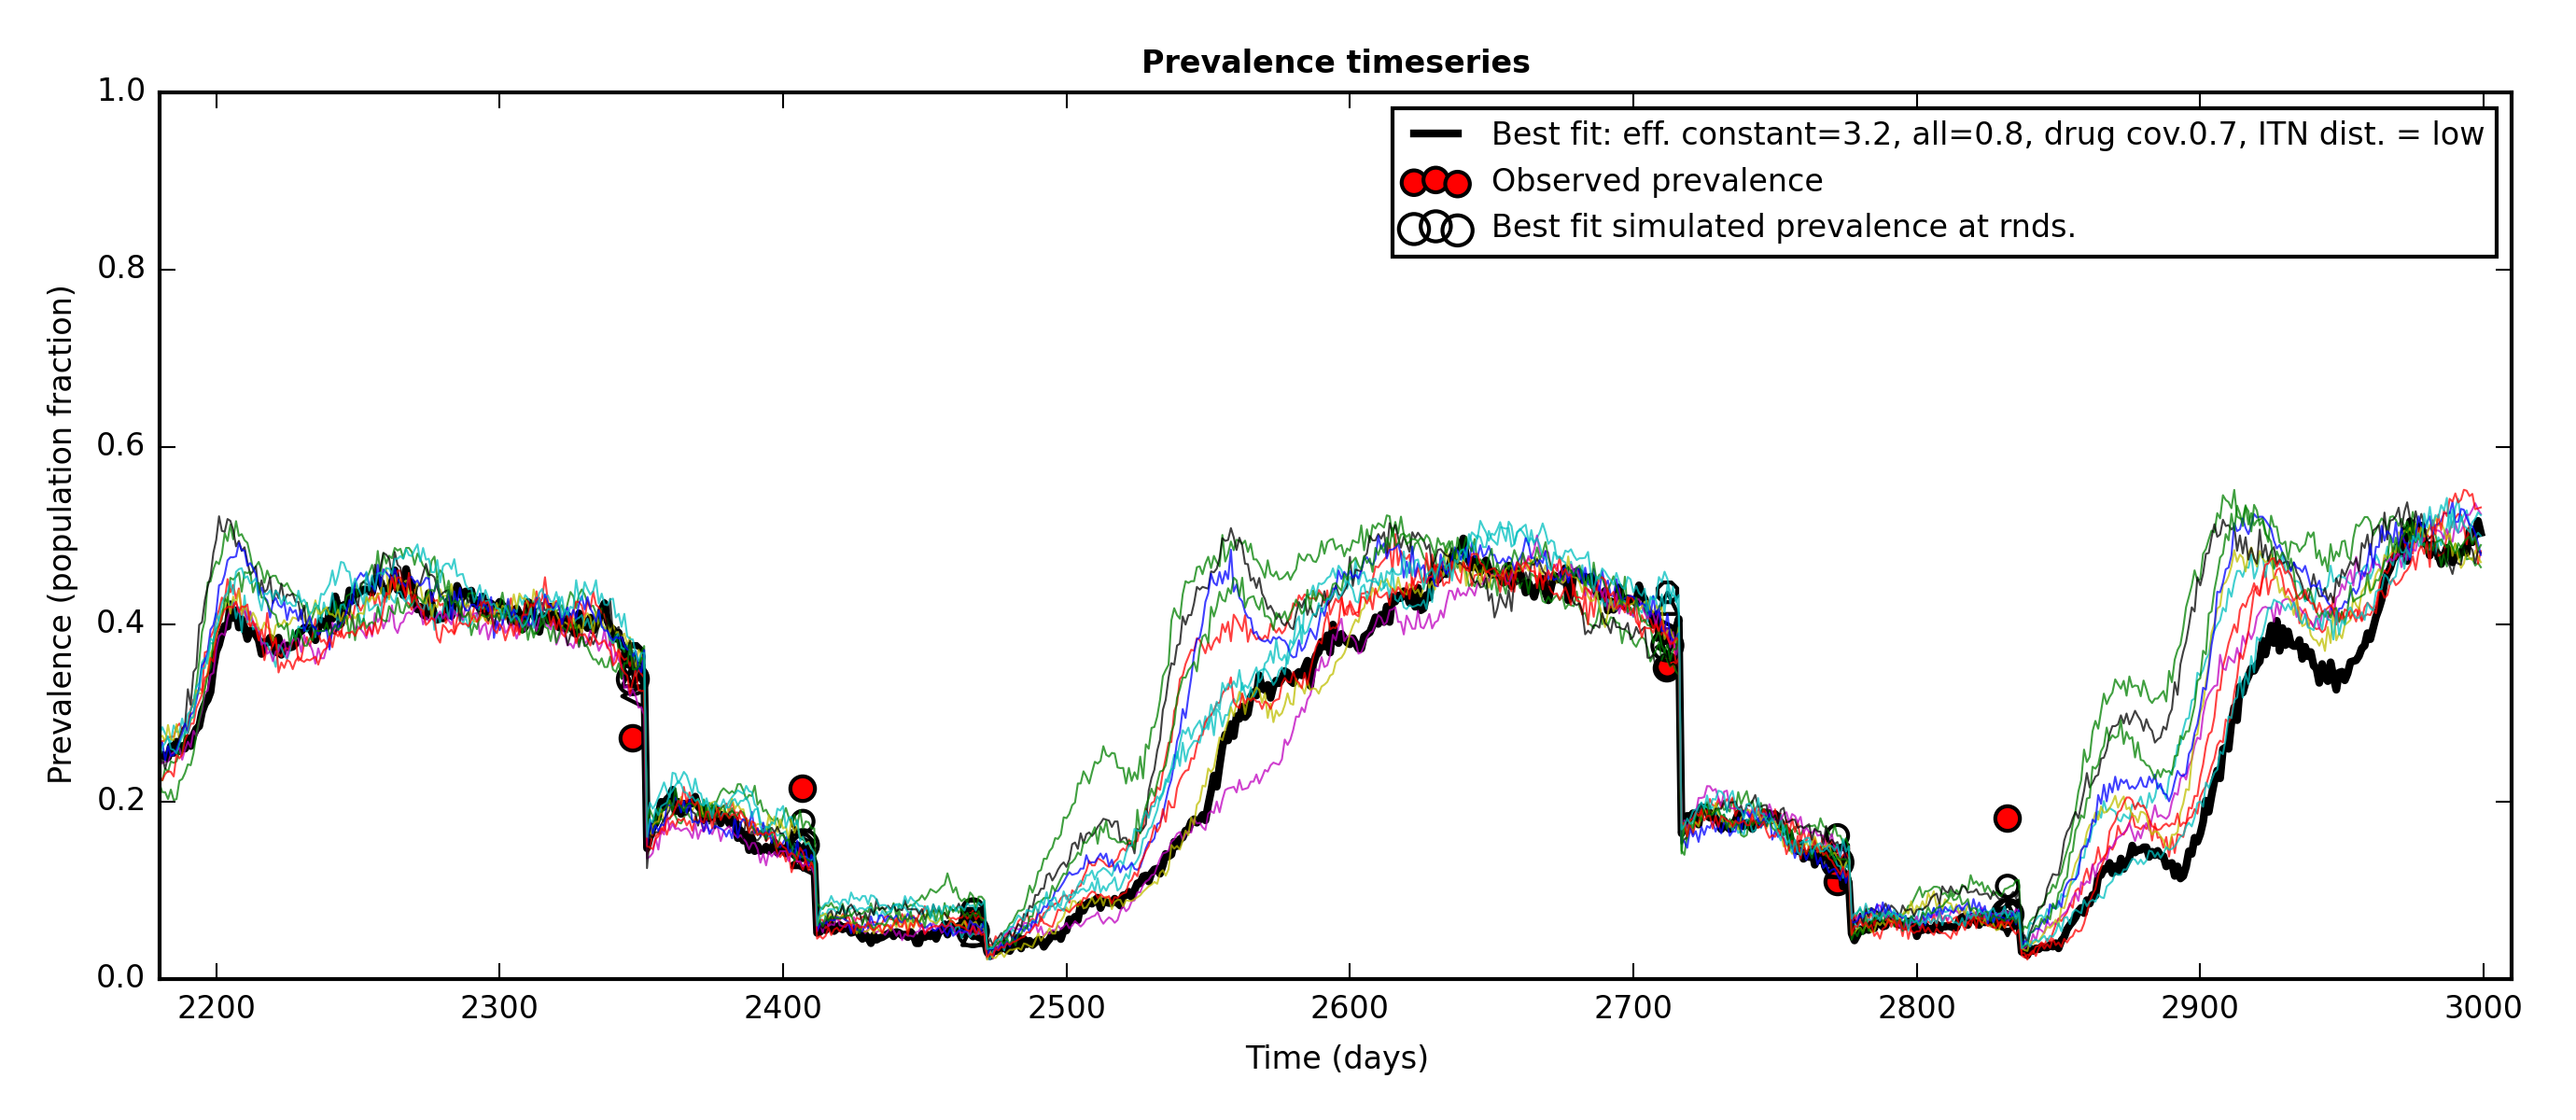 Prevalence timeseries
1.0
0.8
0.6
0.4
0.2
0.0
Prevalence (population fraction)
Best fit: eff. constant=3.2, all=0.8, drug cov.0.7, ITN dist. = low
Observed prevalence
Best fit simulated prevalence at rnds.
2200 2300 2400 2500 2600 2700 2800 2900 3000
Time (days)